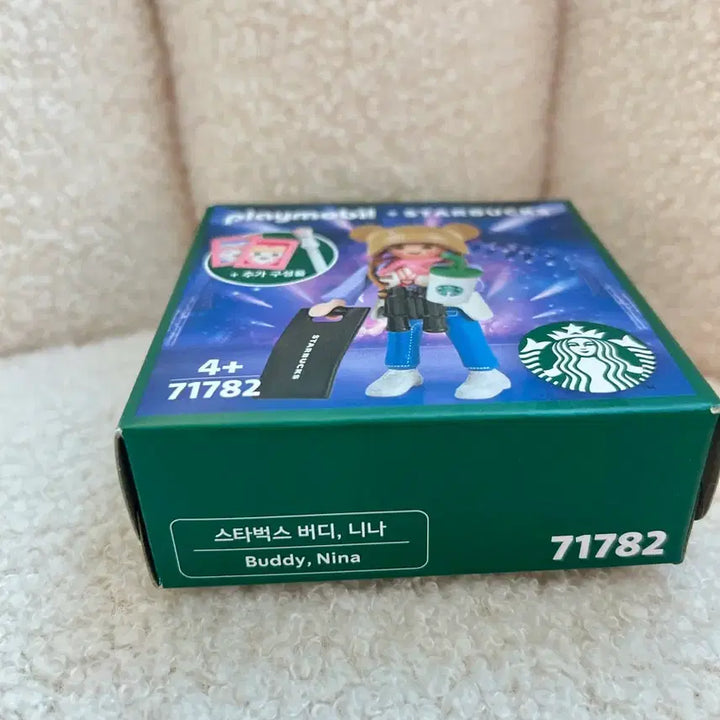 playmobil + STARBUCKS
+ 추가 구성품
4+
71782
STARBUCKS
스타벅스 버디, 니나
Buddy, Nina
71782